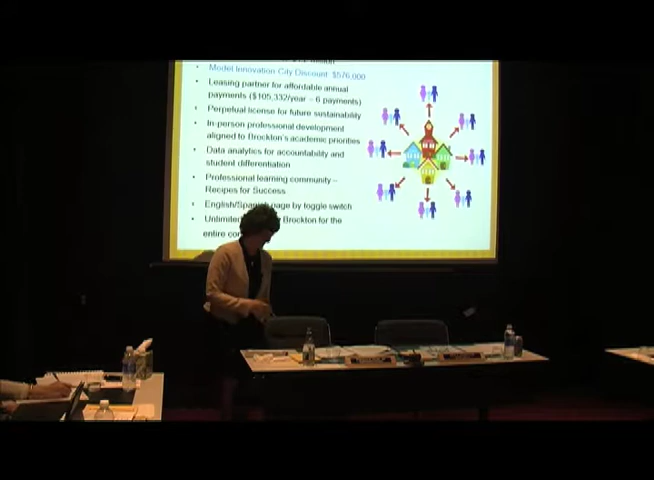 Model Innovation City Discount $576,000
Leasing partner for affordable annual
payments ($105,332/year – 6 payments)
Perpetual license for future sustainability
In-person professional development
aligned to Brockton's academic priorities
Data analytics for accountability and
student differentiation
Professional learning community –
Recipes for Success
English/Spanish page by toggle switch
Brockton for the
entire